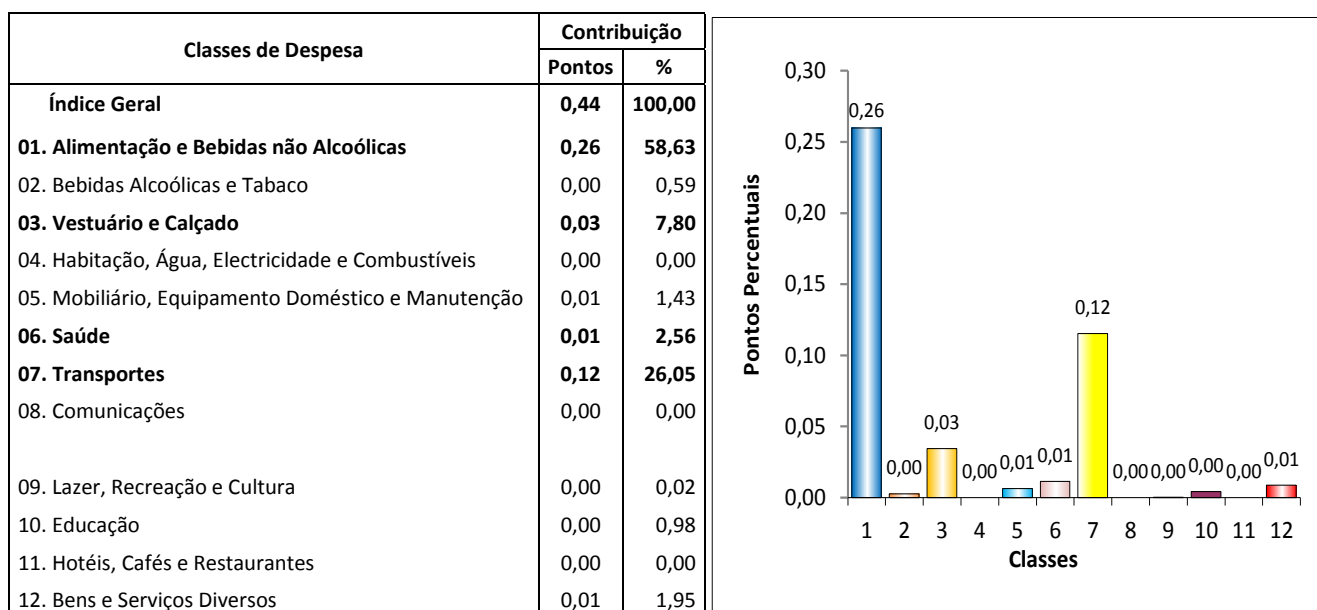 Classes de Despesa Contribuição
Pontos %
Índice Geral 0,44 100,00
01. Alimentação e Bebidas não Alcoólicas 0,26 58,63
02. Bebidas Alcoólicas e Tabaco 0,00 0,59
03. Vestuário e Calçado 0,03 7,80
04. Habitação, Água, Electricidade e Combustíveis 0,00 0,00
05. Mobiliário, Equipamento Doméstico e Manutenção 0,01 1,43
06. Saúde 0,01 2,56
07. Transportes 0,12 26,05
08. Comunicações 0,00 0,00
09. Lazer, Recreação e Cultura 0,00 0,02
10. Educação 0,00 0,98
11. Hotéis, Cafés e Restaurantes 0,00 0,00
12. Bens e Serviços Diversos 0,01 1,95
Pontos Percentuais
0,30
0,25
0,20
0,15
0,10
0,05
0,00
0,26
0,00
0,03
0,00
0,01
0,01
0,12
0,00
0,00
0,00
0,00
0,01
1 2 3 4 5 6 7 8 9 10 11 12
Classes